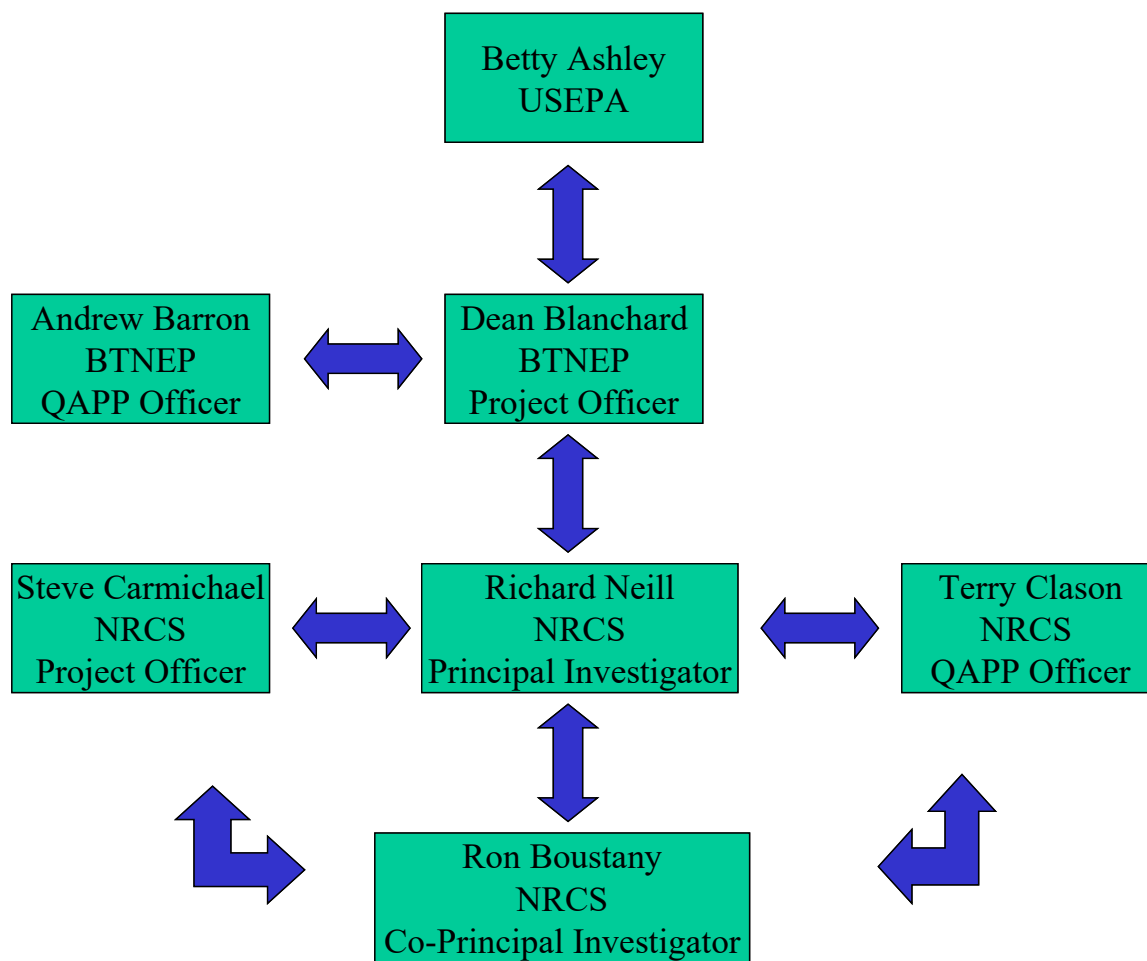 Betty Ashley
USEPA
Andrew Barron
BTNEP
QAPP Officer
Dean Blanchard
BTNEP
Project Officer
Steve Carmichael
NRCS
Project Officer
Richard Neill
NRCS
Principal Investigator
Terry Clason
NRCS
QAPP Officer
Ron Boustany
NRCS
Co-Principal Investigator